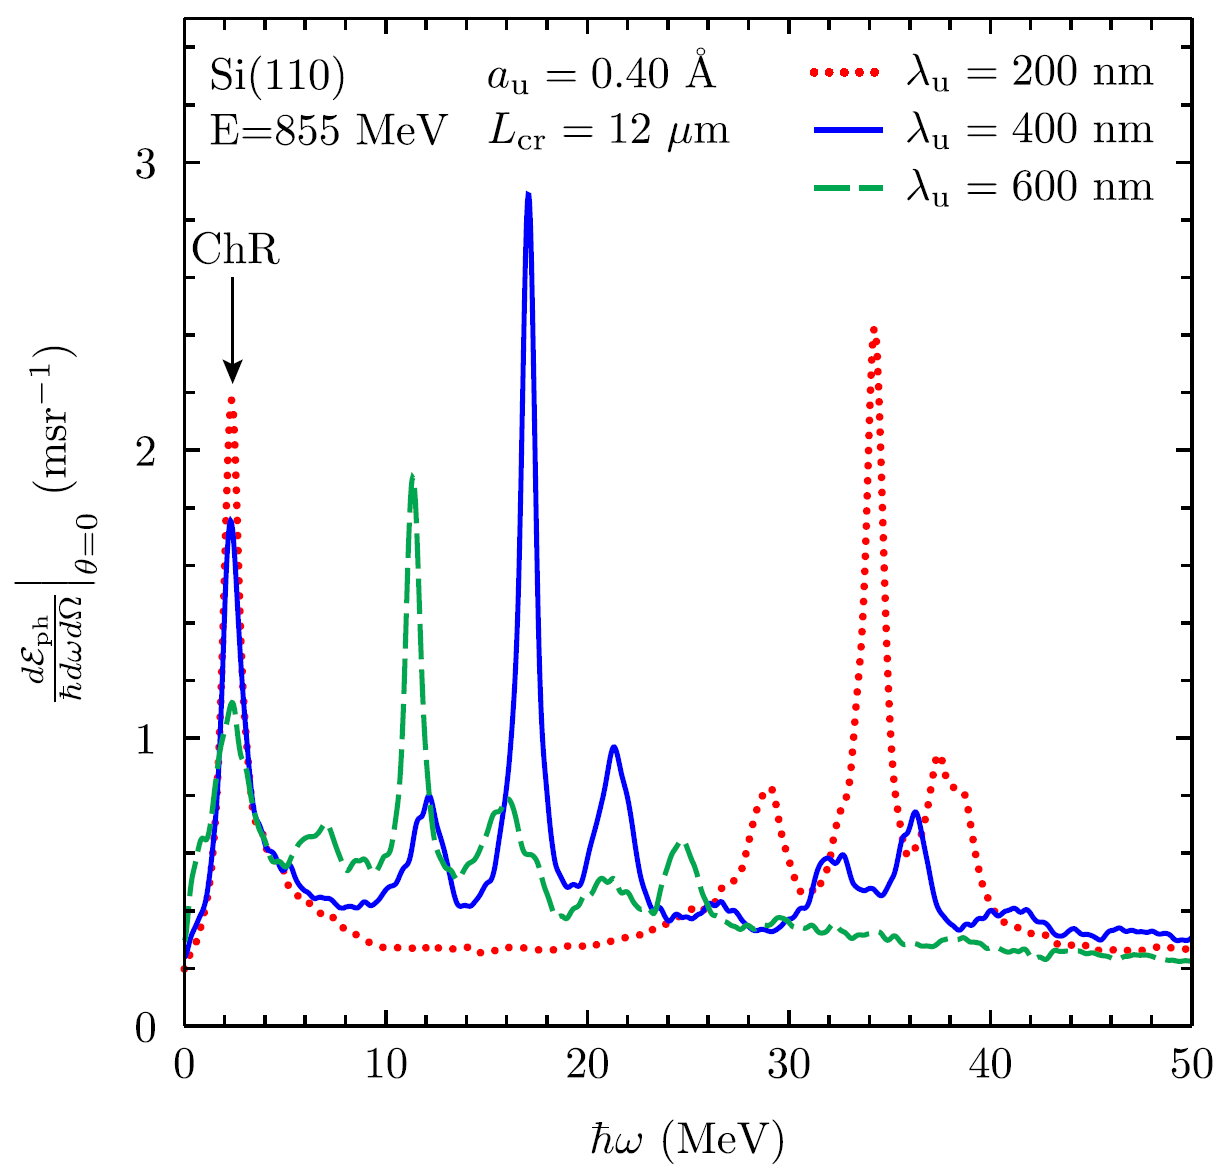 Si(110) a_u = 0.40 Å
E=855 MeV L_cr = 12 μm
λ_u = 200 nm
λ_u = 400 nm
λ_u = 600 nm
ChR
3
2
1
0
0 10 20 30 40 50
ħω (MeV)
dℰ_ph/ħdωdΩ|_θ=0 (msr⁻¹)